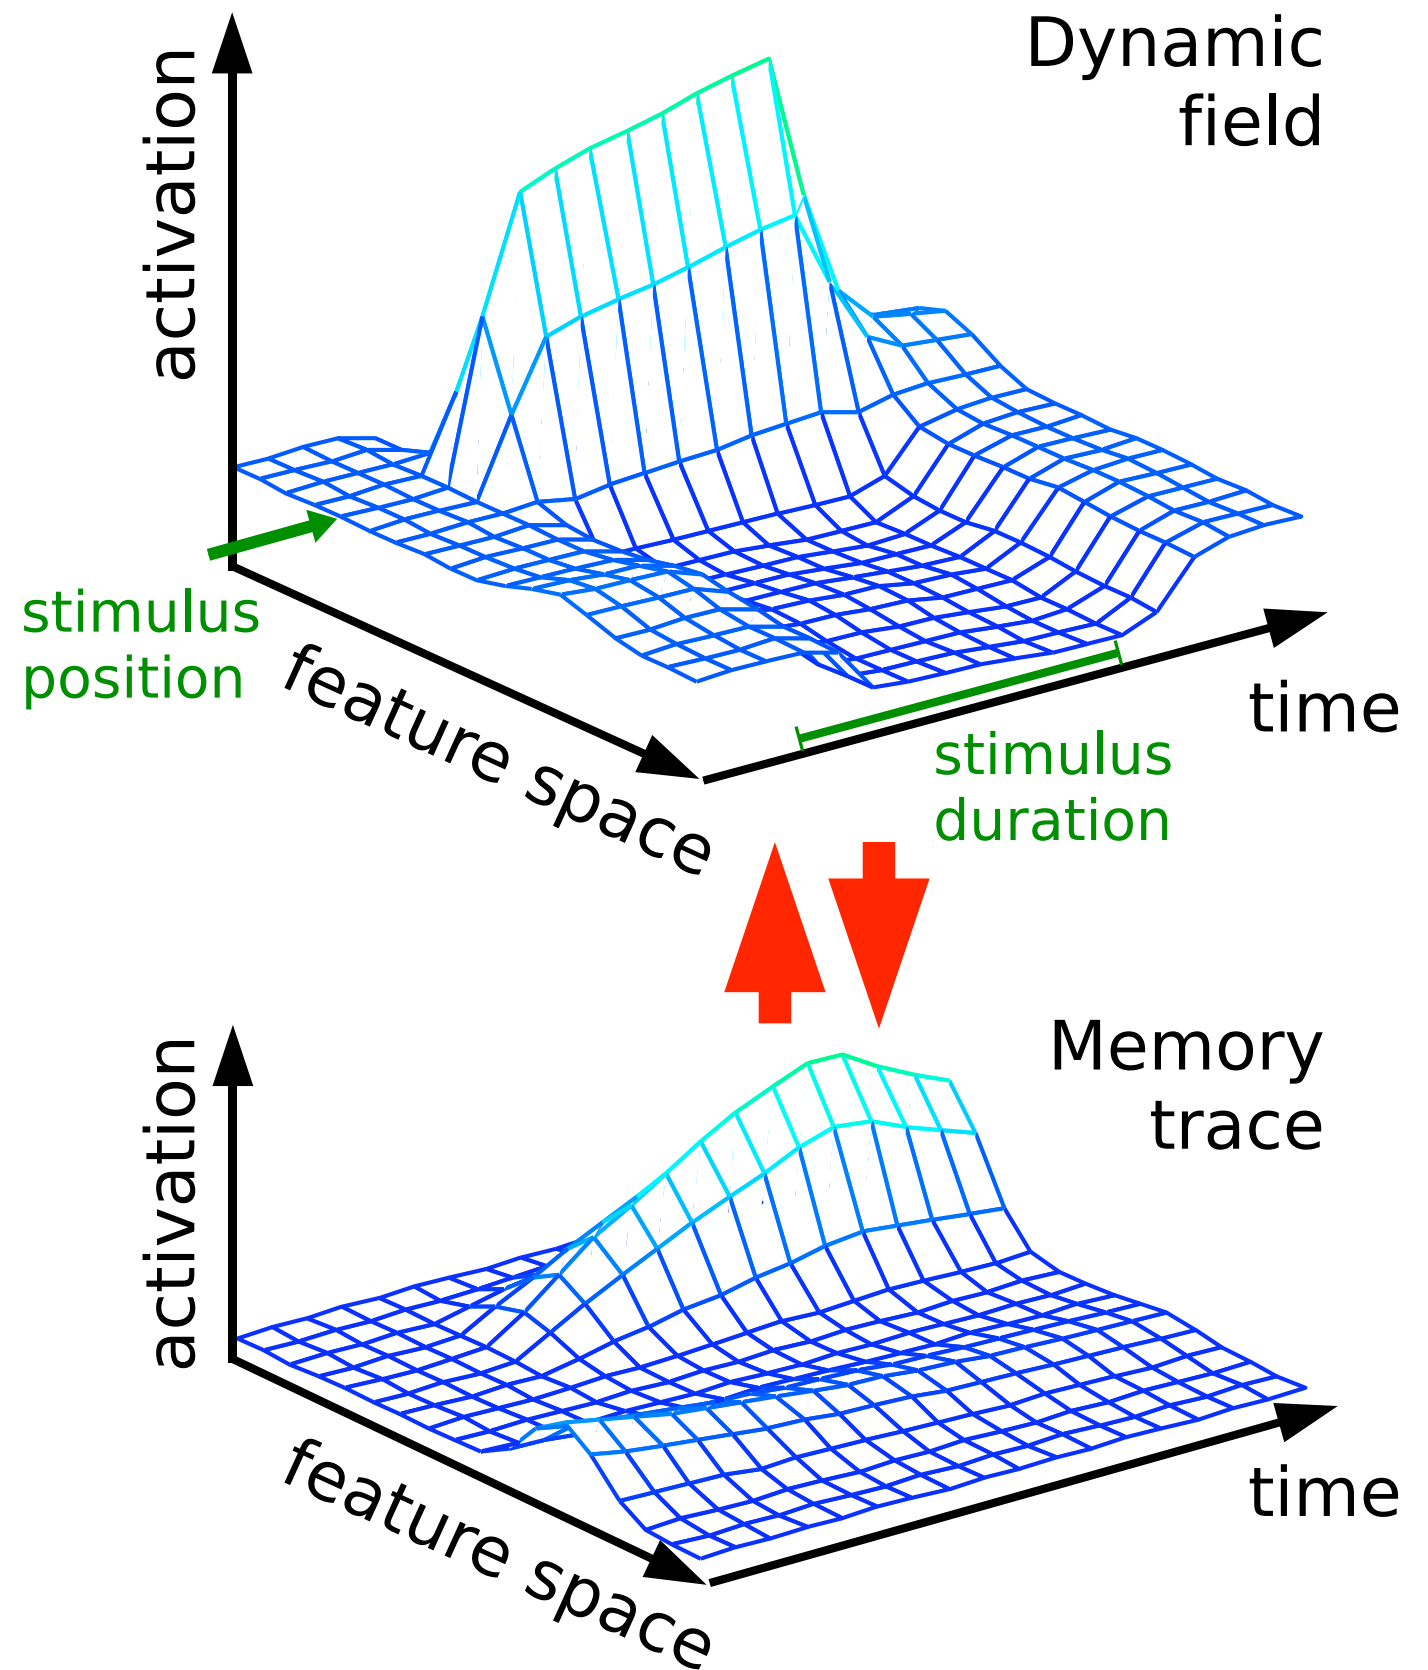 Dynamic
field
activation
stimulus
position
feature space
time
stimulus
duration
Memory
trace
activation
feature space
time